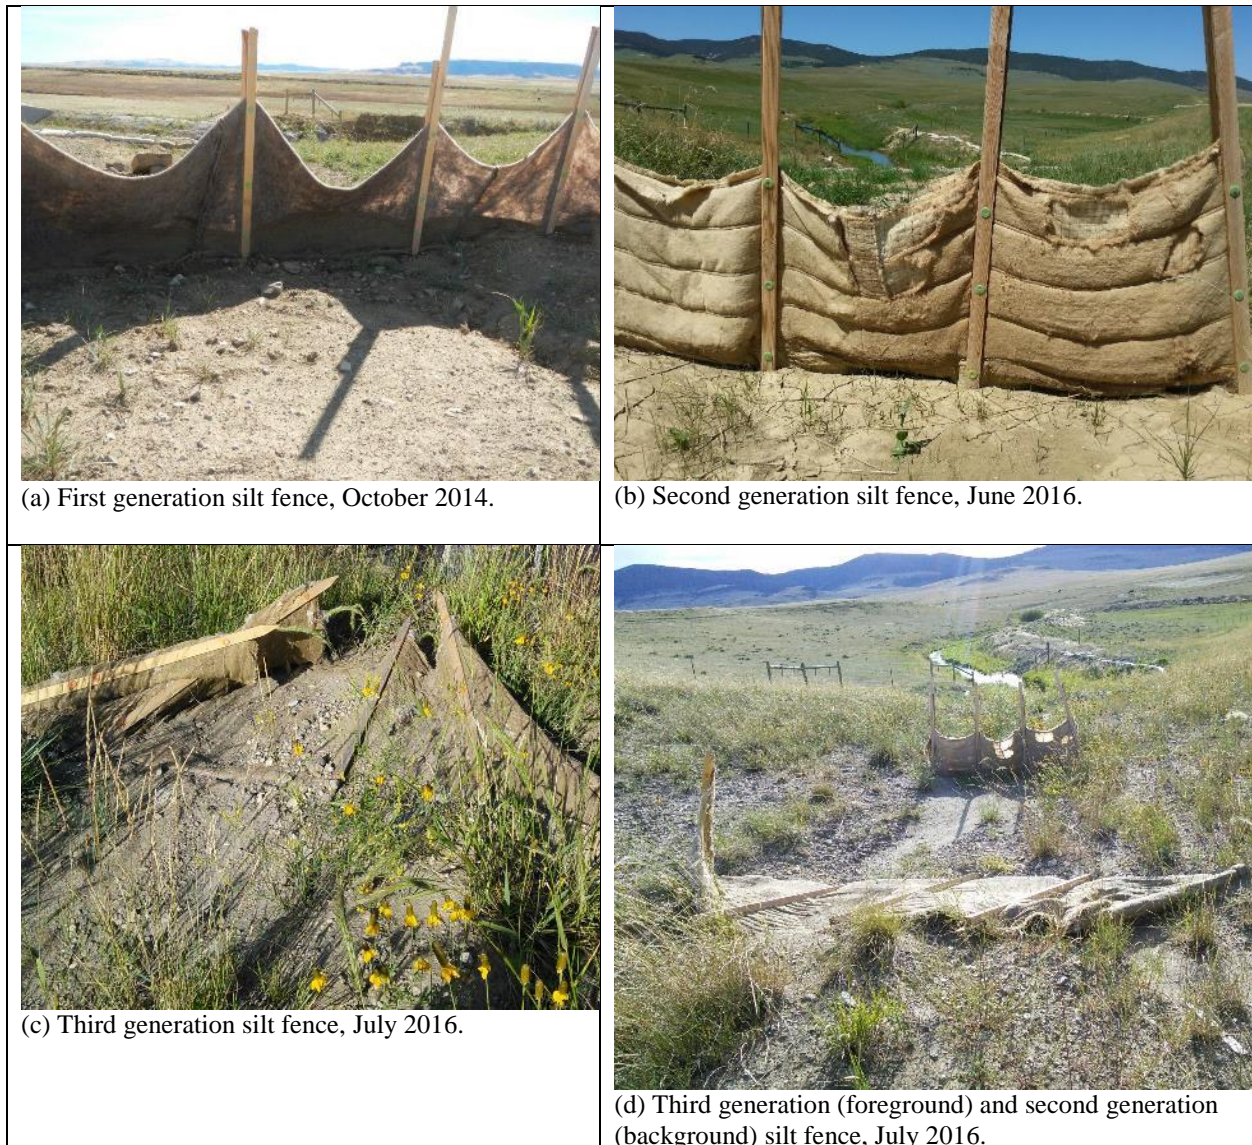 (a) First generation silt fence, October 2014.
(b) Second generation silt fence, June 2016.
(c) Third generation silt fence, July 2016.
(d) Third generation (foreground) and second generation
(background) silt fence, July 2016.